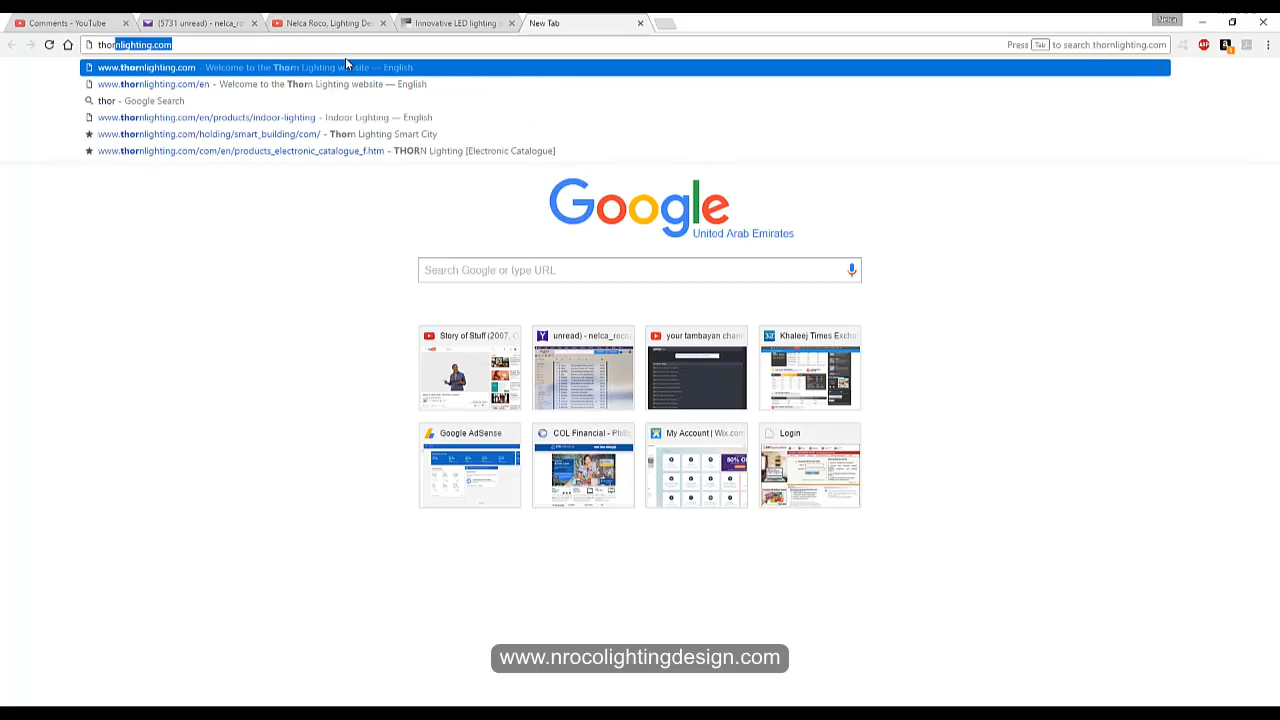 Comments - YouTube
(5731 unread) - nelca_ro
Nelca Roco, Lighting De
Innovative LED lighting
New Tab
Nelca
thornlighting.com
Press Tab to search thornlighting.com
www.thornlighting.com - Welcome to the Thorn Lighting website — English
www.thornlighting.com/en - Welcome to the Thorn Lighting website — English
thor - Google Search
www.thornlighting.com/en/products/indoor-lighting - Indoor Lighting — English
www.thornlighting.com/holding/smart_building/com/ - Thorn Lighting Smart City
www.thornlighting.com/com/en/products_electronic_catalogue_f.htm - THORN Lighting [Electronic Catalogue]
Google
United Arab Emirates
Search Google or type URL
Story of Stuff (2007, 
unread) - nelca_roco
your tambayan chan
Khaleej Times Excha
Google AdSense
COL Financial - Phili
My Account | Wix.com
Login
www.nrocolightingdesign.com